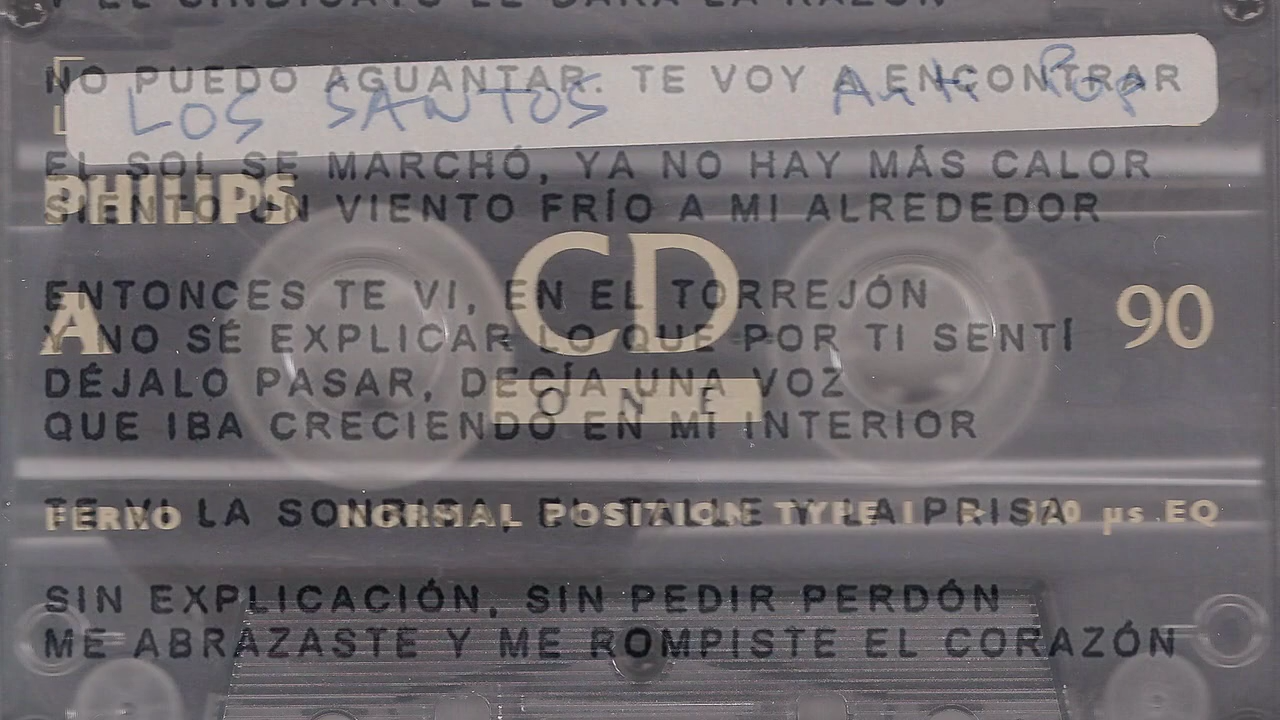 Y EL SINDICATO LE DARÁ LA RAZÓN
NO PUEDO AGUANTAR. TE VOY A ENCONTRAR
LOS SANTOS Anti Pop
EL SOL SE MARCHÓ, YA NO HAY MÁS CALOR
PHILIPS
SIENTO UN VIENTO FRÍO A MI ALREDEDOR
CD
90
ENTONCES TE VI, EN EL TORREJÓN
A
Y NO SÉ EXPLICAR LO QUE POR TI SENTÍ
DÉJALO PASAR, DECÍA UNA VOZ
ONE
QUE IBA CRECIENDO EN MI INTERIOR
TE VI LA SONRISA, EL TALLE Y LA PRISA
FERRO NORMAL POSITION TYPE I 120 µs EQ
SIN EXPLICACIÓN, SIN PEDIR PERDÓN
ME ABRAZASTE Y ME ROMPISTE EL CORAZÓN